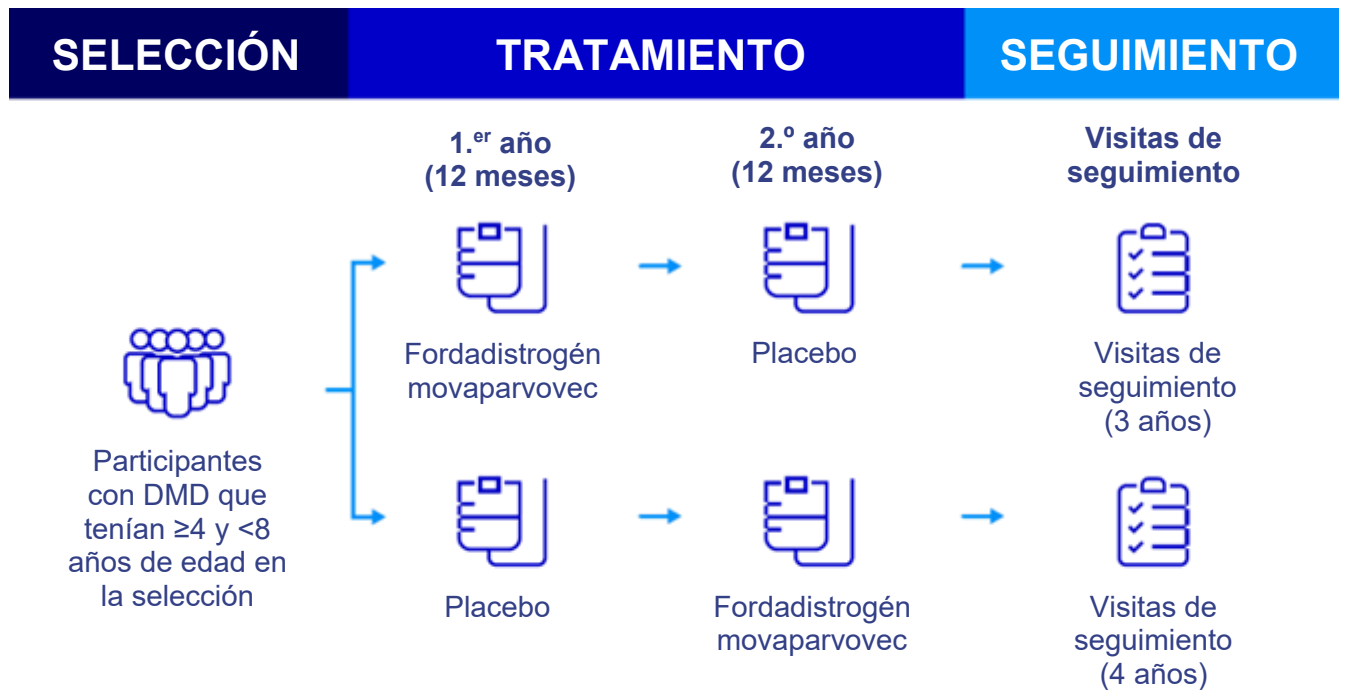 SELECCIÓN
TRATAMIENTO
SEGUIMIENTO
1.er año
(12 meses)
2.º año
(12 meses)
Visitas de
seguimiento
Participantes
con DMD que
tenían ≥4 y <8
años de edad en
la selección
Fordadistrogén
movaparvovec
Placebo
Visitas de
seguimiento
(3 años)
Placebo
Fordadistrogén
movaparvovec
Visitas de
seguimiento
(4 años)